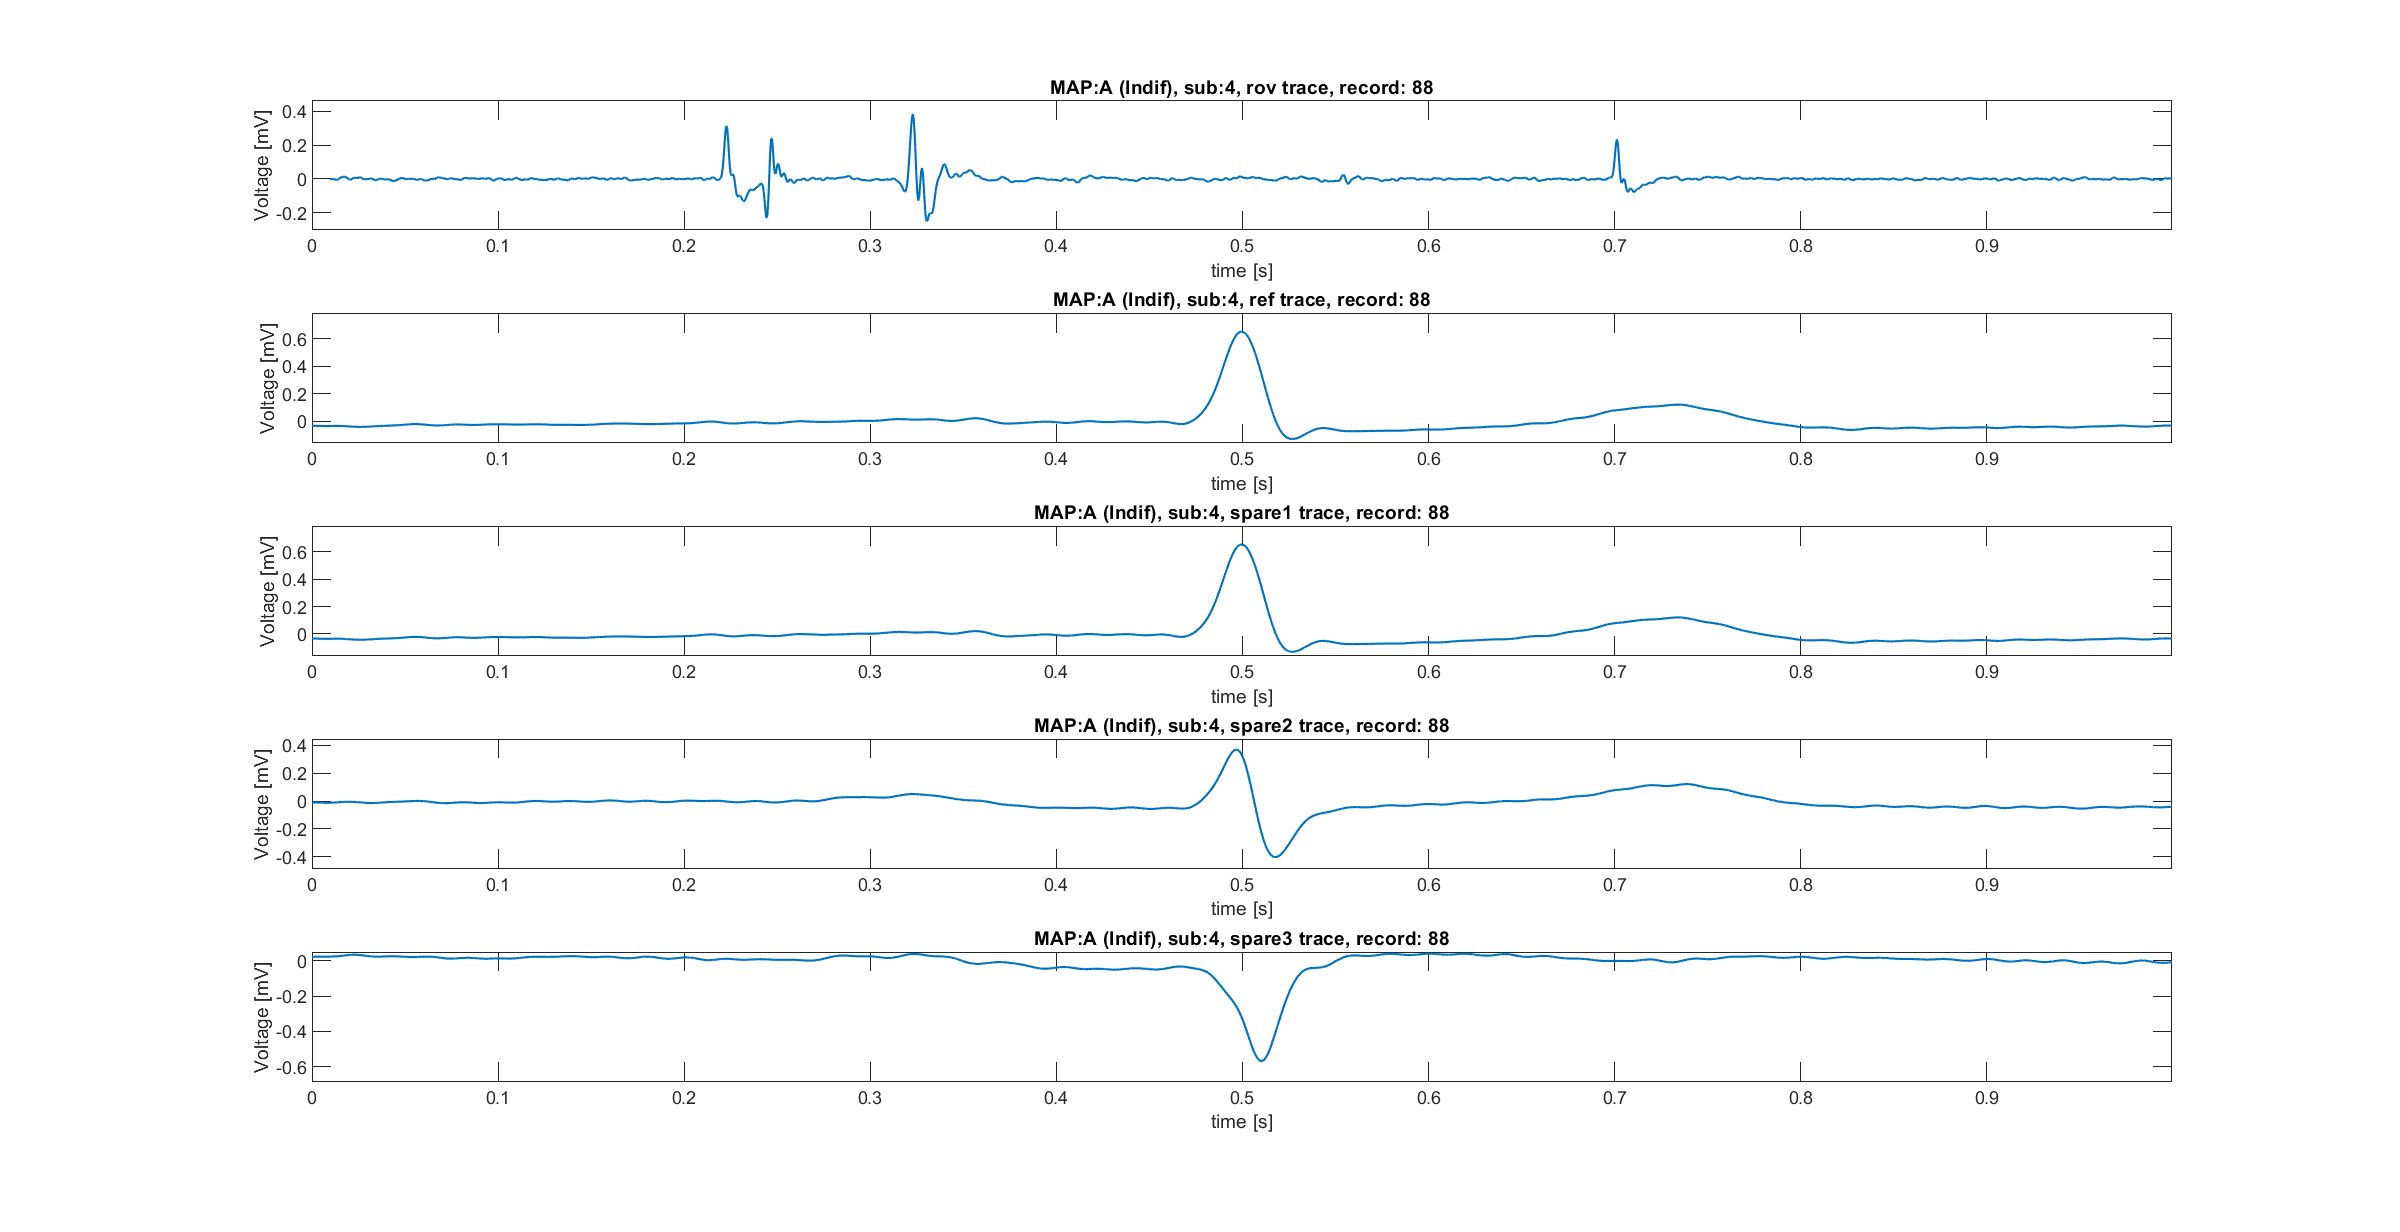 MAP:A (Indif), sub:4, rov trace, record: 88
Voltage [mV]
0.4
0.2
0
-0.2
0 0.1 0.2 0.3 0.4 0.5 0.6 0.7 0.8 0.9
time [s]
MAP:A (Indif), sub:4, ref trace, record: 88
Voltage [mV]
0.6
0.4
0.2
0
0 0.1 0.2 0.3 0.4 0.5 0.6 0.7 0.8 0.9
time [s]
MAP:A (Indif), sub:4, spare1 trace, record: 88
Voltage [mV]
0.6
0.4
0.2
0
0 0.1 0.2 0.3 0.4 0.5 0.6 0.7 0.8 0.9
time [s]
MAP:A (Indif), sub:4, spare2 trace, record: 88
Voltage [mV]
0.4
0.2
0
-0.2
-0.4
0 0.1 0.2 0.3 0.4 0.5 0.6 0.7 0.8 0.9
time [s]
MAP:A (Indif), sub:4, spare3 trace, record: 88
Voltage [mV]
0
-0.2
-0.4
-0.6
0 0.1 0.2 0.3 0.4 0.5 0.6 0.7 0.8 0.9
time [s]